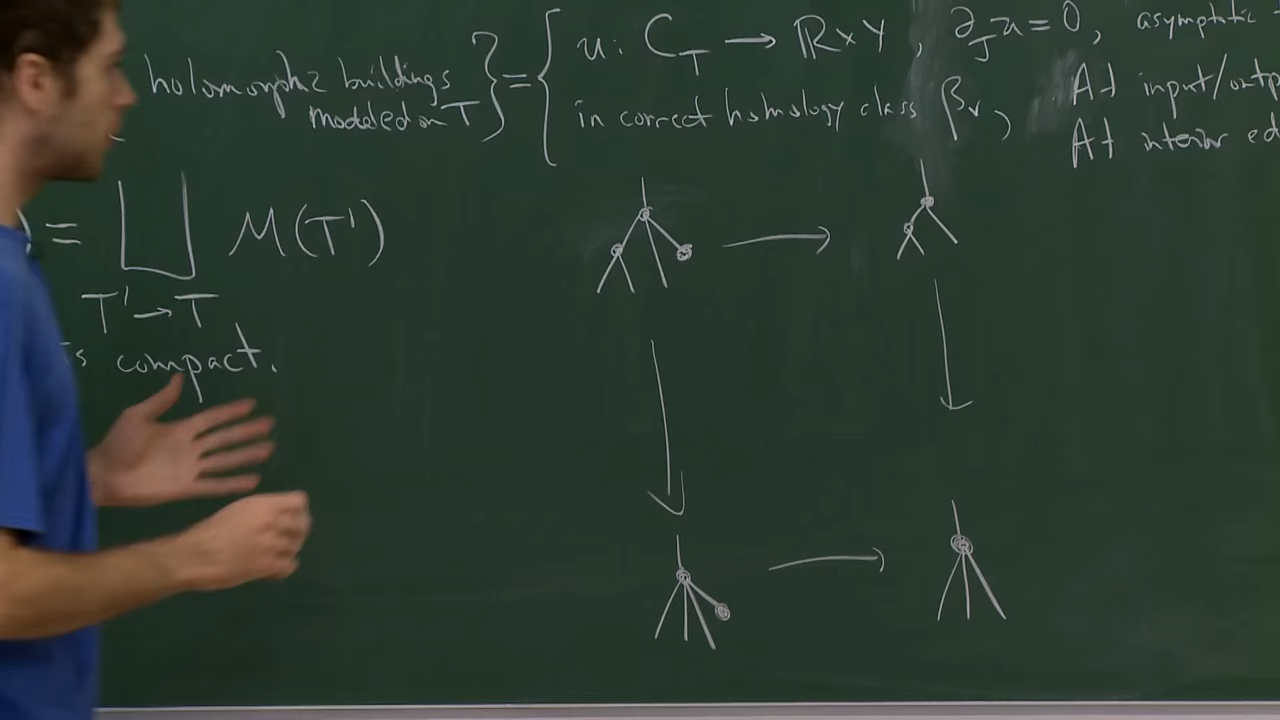 holomorphic buildings
modeled on T } = {
u: C_T → ℝ×Y, ∂_J u = 0, asymptotic
in correct homology class β_v,
At input/outp
At interior ed
) = ⊔ M(T')
T' → T
is compact.